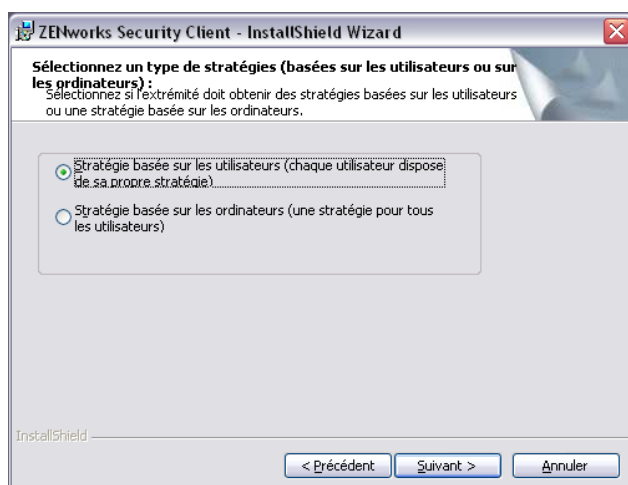 ZENworks Security Client - InstallShield Wizard
Sélectionnez un type de stratégies (basées sur les utilisateurs ou sur
les ordinateurs) :
Sélectionnez si l'extrémité doit obtenir des stratégies basées sur les utilisateurs
ou une stratégie basée sur les ordinateurs.
Stratégie basée sur les utilisateurs (chaque utilisateur dispose
de sa propre stratégie)
Stratégie basée sur les ordinateurs (une stratégie pour tous
les utilisateurs)
InstallShield
< Précédent Suivant > Annuler